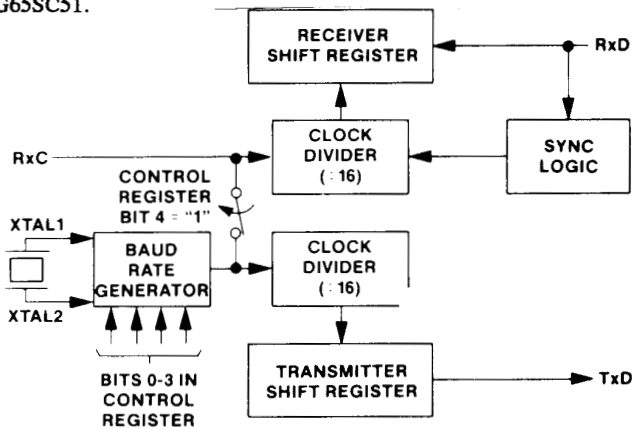 G65SC51.
RECEIVER
SHIFT REGISTER
RxD
RxC
CLOCK
DIVIDER
(:16)
SYNC
LOGIC
CONTROL
REGISTER
BIT 4 = "1"
XTAL1
BAUD
RATE
GENERATOR
CLOCK
DIVIDER
(:16)
XTAL2
BITS 0-3 IN
CONTROL
REGISTER
TRANSMITTER
SHIFT REGISTER
TxD